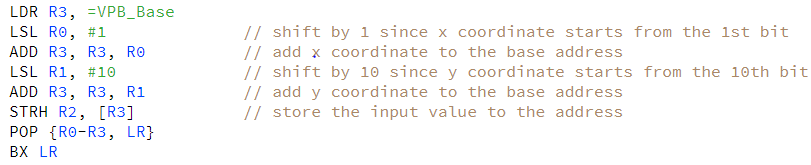 LDR R3, =VPB_Base
LSL R0, #1 // shift by 1 since x coordinate starts from the 1st bit
ADD R3, R3, R0 // add x coordinate to the base address
LSL R1, #10 // shift by 10 since y coordinate starts from the 10th bit
ADD R3, R3, R1 // add y coordinate to the base address
STRH R2, [R3] // store the input value to the address
POP {R0-R3, LR}
BX LR